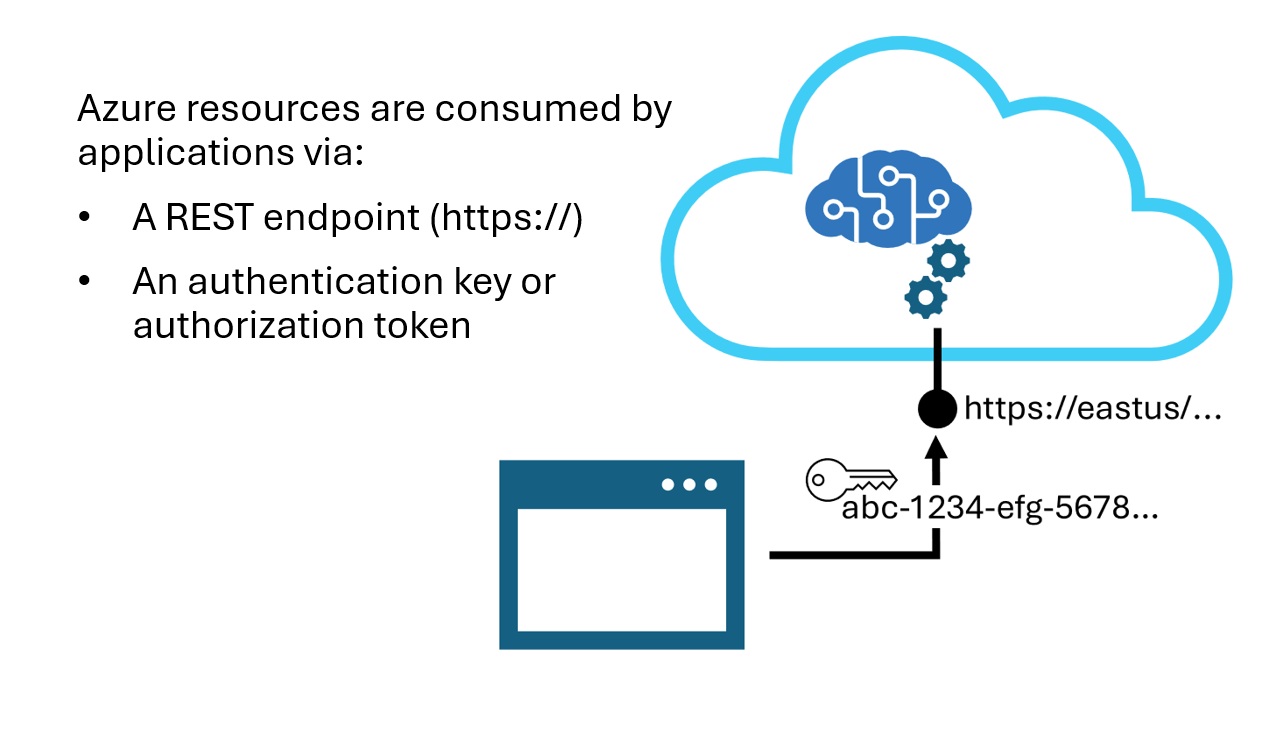 Azure resources are consumed by
applications via:
• A REST endpoint (https://)
• An authentication key or
authorization token
https://eastus/...
abc-1234-efg-5678...